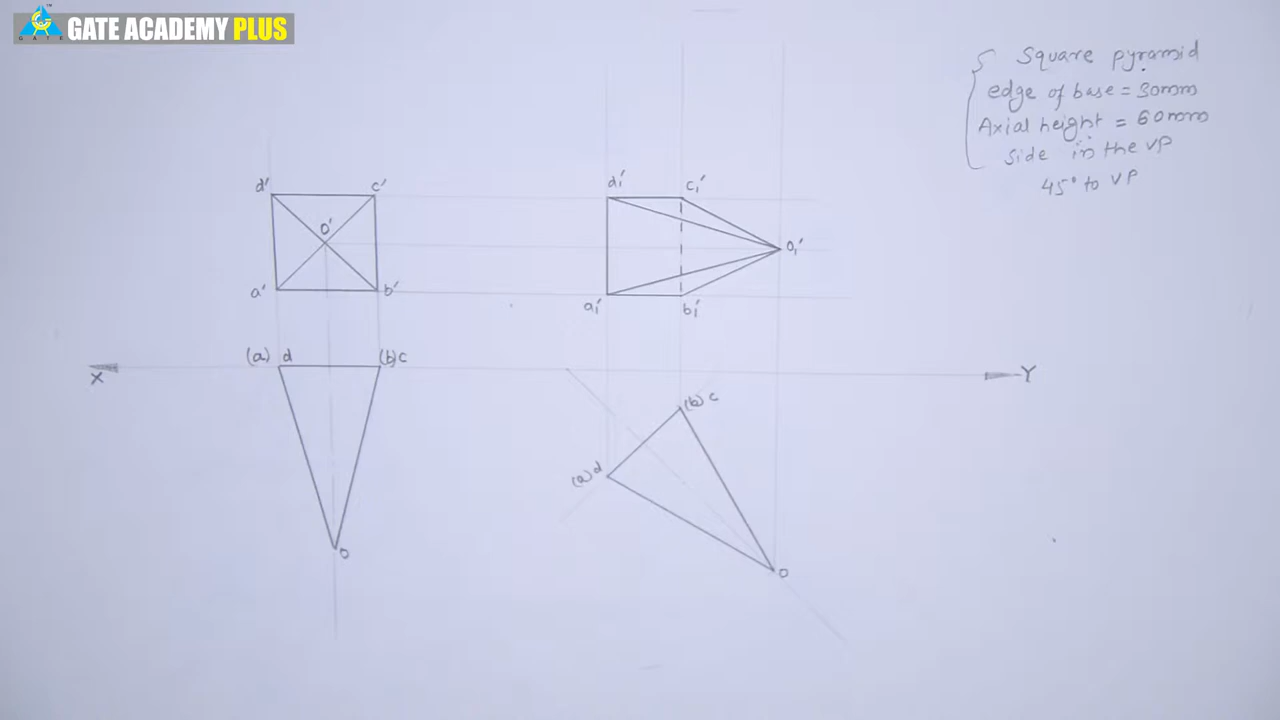 GATE ACADEMY PLUS
GATE
Square pyramid
edge of base = 30mm
Axial height = 60mm
side in the VP
45° to VP
d' c'
o'
a' b'
d₁' c₁'
o₁'
a₁' b₁'
(a) d (b) c
X Y
(b) c
(a) d
o
o